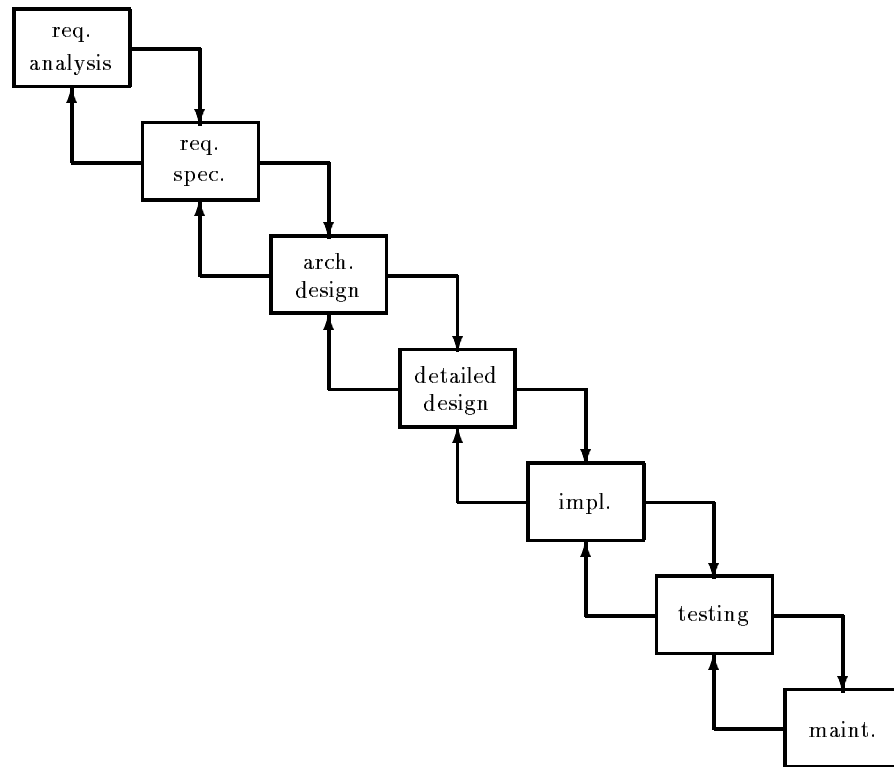 req.
analysis
req.
spec.
arch.
design
detailed
design
impl.
testing
maint.